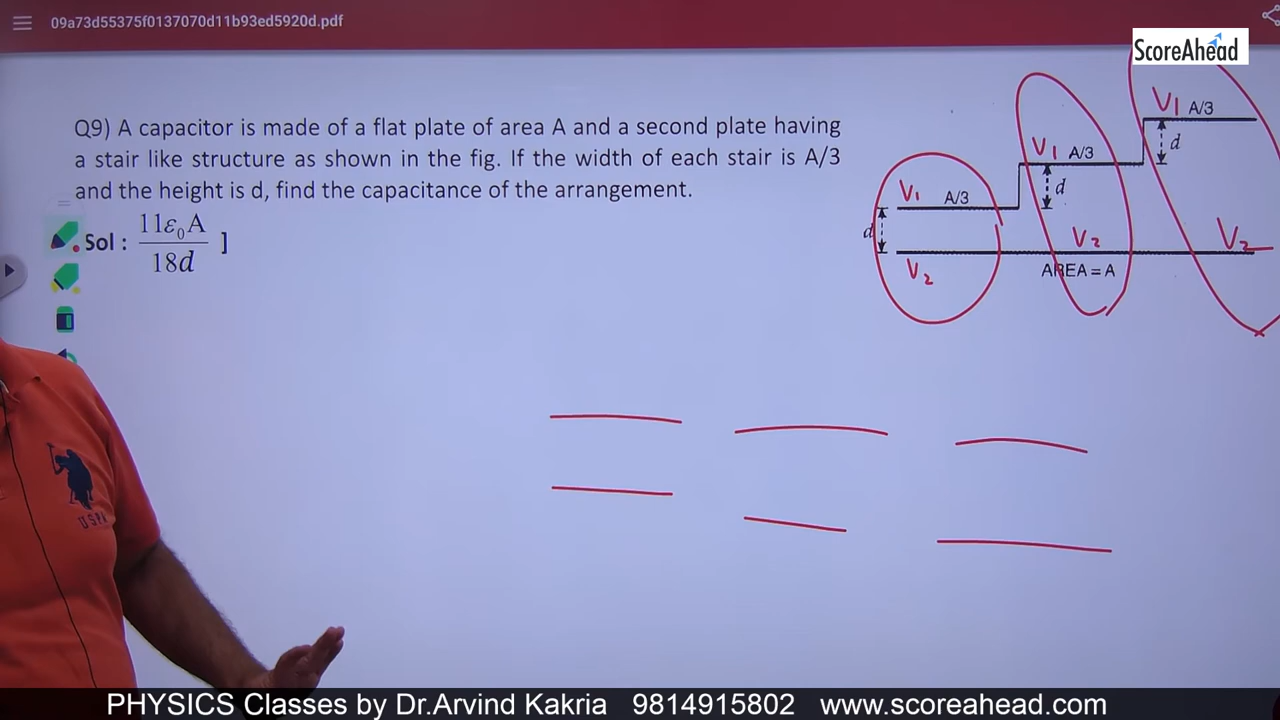 09a73d55375f0137070d11b93ed5920d.pdf
ScoreAhead
Q9) A capacitor is made of a flat plate of area A and a second plate having
a stair like structure as shown in the fig. If the width of each stair is A/3
and the height is d, find the capacitance of the arrangement.
Sol : 11ε₀A / 18d ]
V₁ A/3
d
V₁ A/3
d
V₁ A/3
d
V₂
V₂
V₂
AREA = A
U.S. P
PHYSICS Classes by Dr.Arvind Kakria 9814915802 www.scoreahead.com